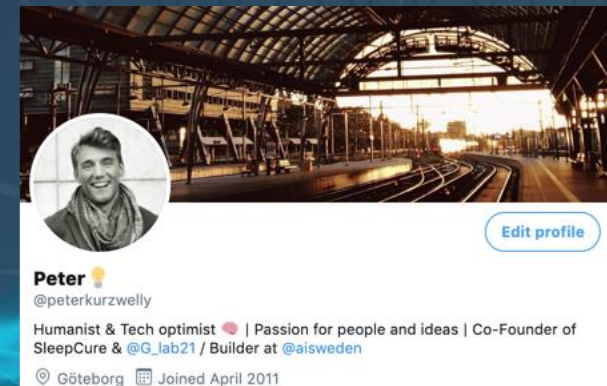 Edit profile
Peter
@peterkurzwelly
Humanist & Tech optimist 🧠 | Passion for people and ideas | Co-Founder of
SleepCure & @G_lab21 / Builder at @aisweden
Göteborg Joined April 2011